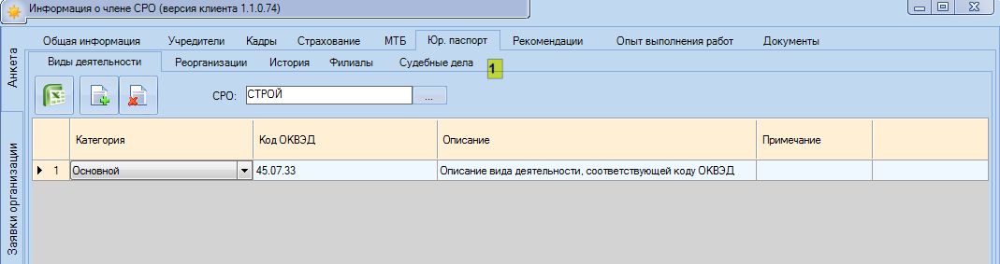 Информация о члене СРО (версия клиента 1.1.0.74)
Общая информация Учредители Кадры Страхование МТБ Юр. паспорт Рекомендации Опыт выполнения работ Документы
Анкета
Виды деятельности Реорганизации История Филиалы Судебные дела 1
СРО: СТРОЙ ...
Категория Код ОКВЭД Описание Примечание
1 Основной 45.07.33 Описание вида деятельности, соответствующей коду ОКВЭД
Заявки организации